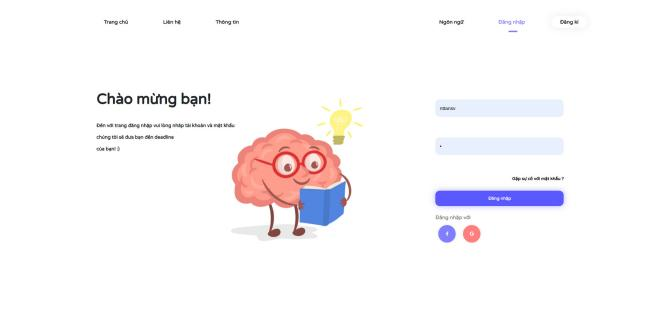 Trang chủ
Liên hệ
Thông tin
Ngôn ngữ
Đăng nhập
Đăng kí
Chào mừng bạn!
Đến với trang đăng nhập vui lòng nhập tài khoản và mật khẩu
chúng tôi sẽ đưa bạn đến deadline
của bạn! :)
Gặp sự cố với mật khẩu ?
Đăng nhập
Đăng nhập với
f
G